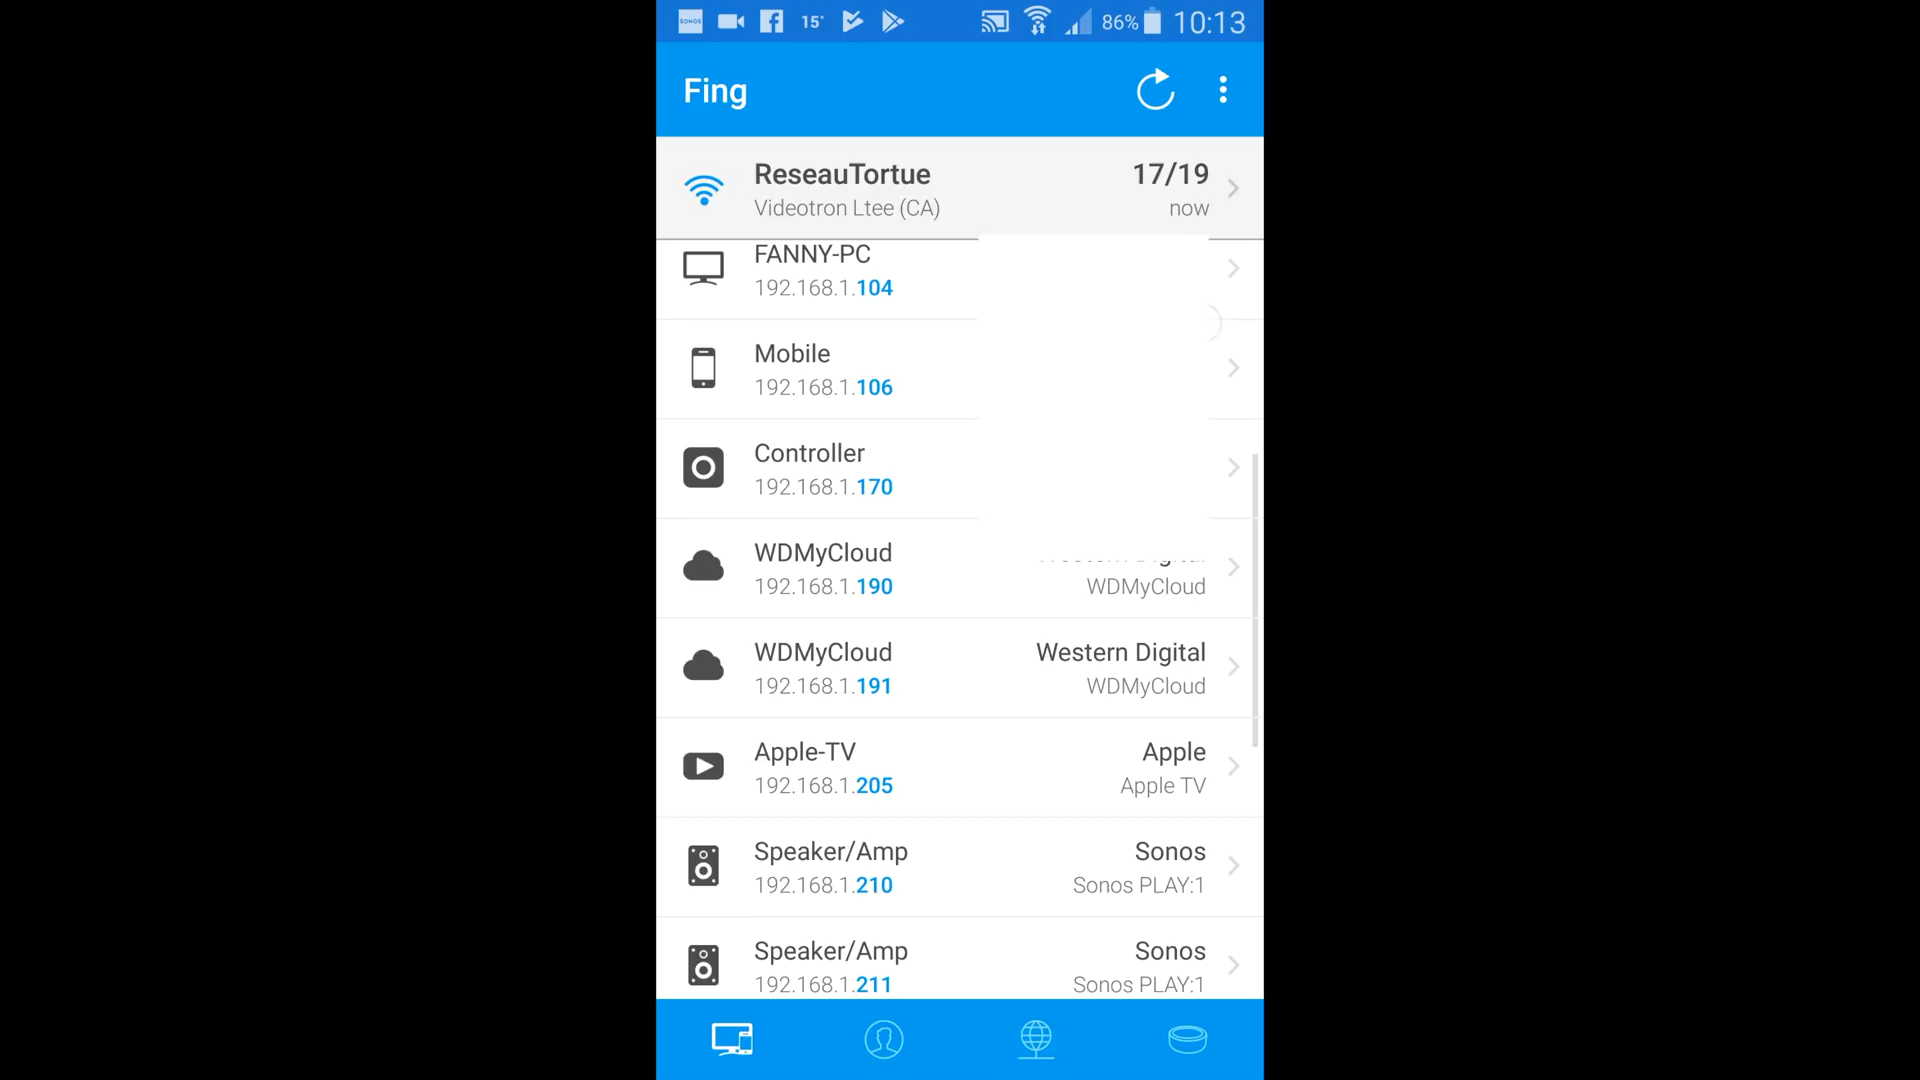 SONOS 15° 86% 10:13
Fing
ReseauTortue 17/19
Videotron Ltee (CA) now
FANNY-PC
192.168.1.104
Mobile
192.168.1.106
Controller
192.168.1.170
WDMyCloud
192.168.1.190 WDMyCloud
WDMyCloud Western Digital
192.168.1.191 WDMyCloud
Apple-TV Apple
192.168.1.205 Apple TV
Speaker/Amp Sonos
192.168.1.210 Sonos PLAY:1
Speaker/Amp Sonos
192.168.1.211 Sonos PLAY:1